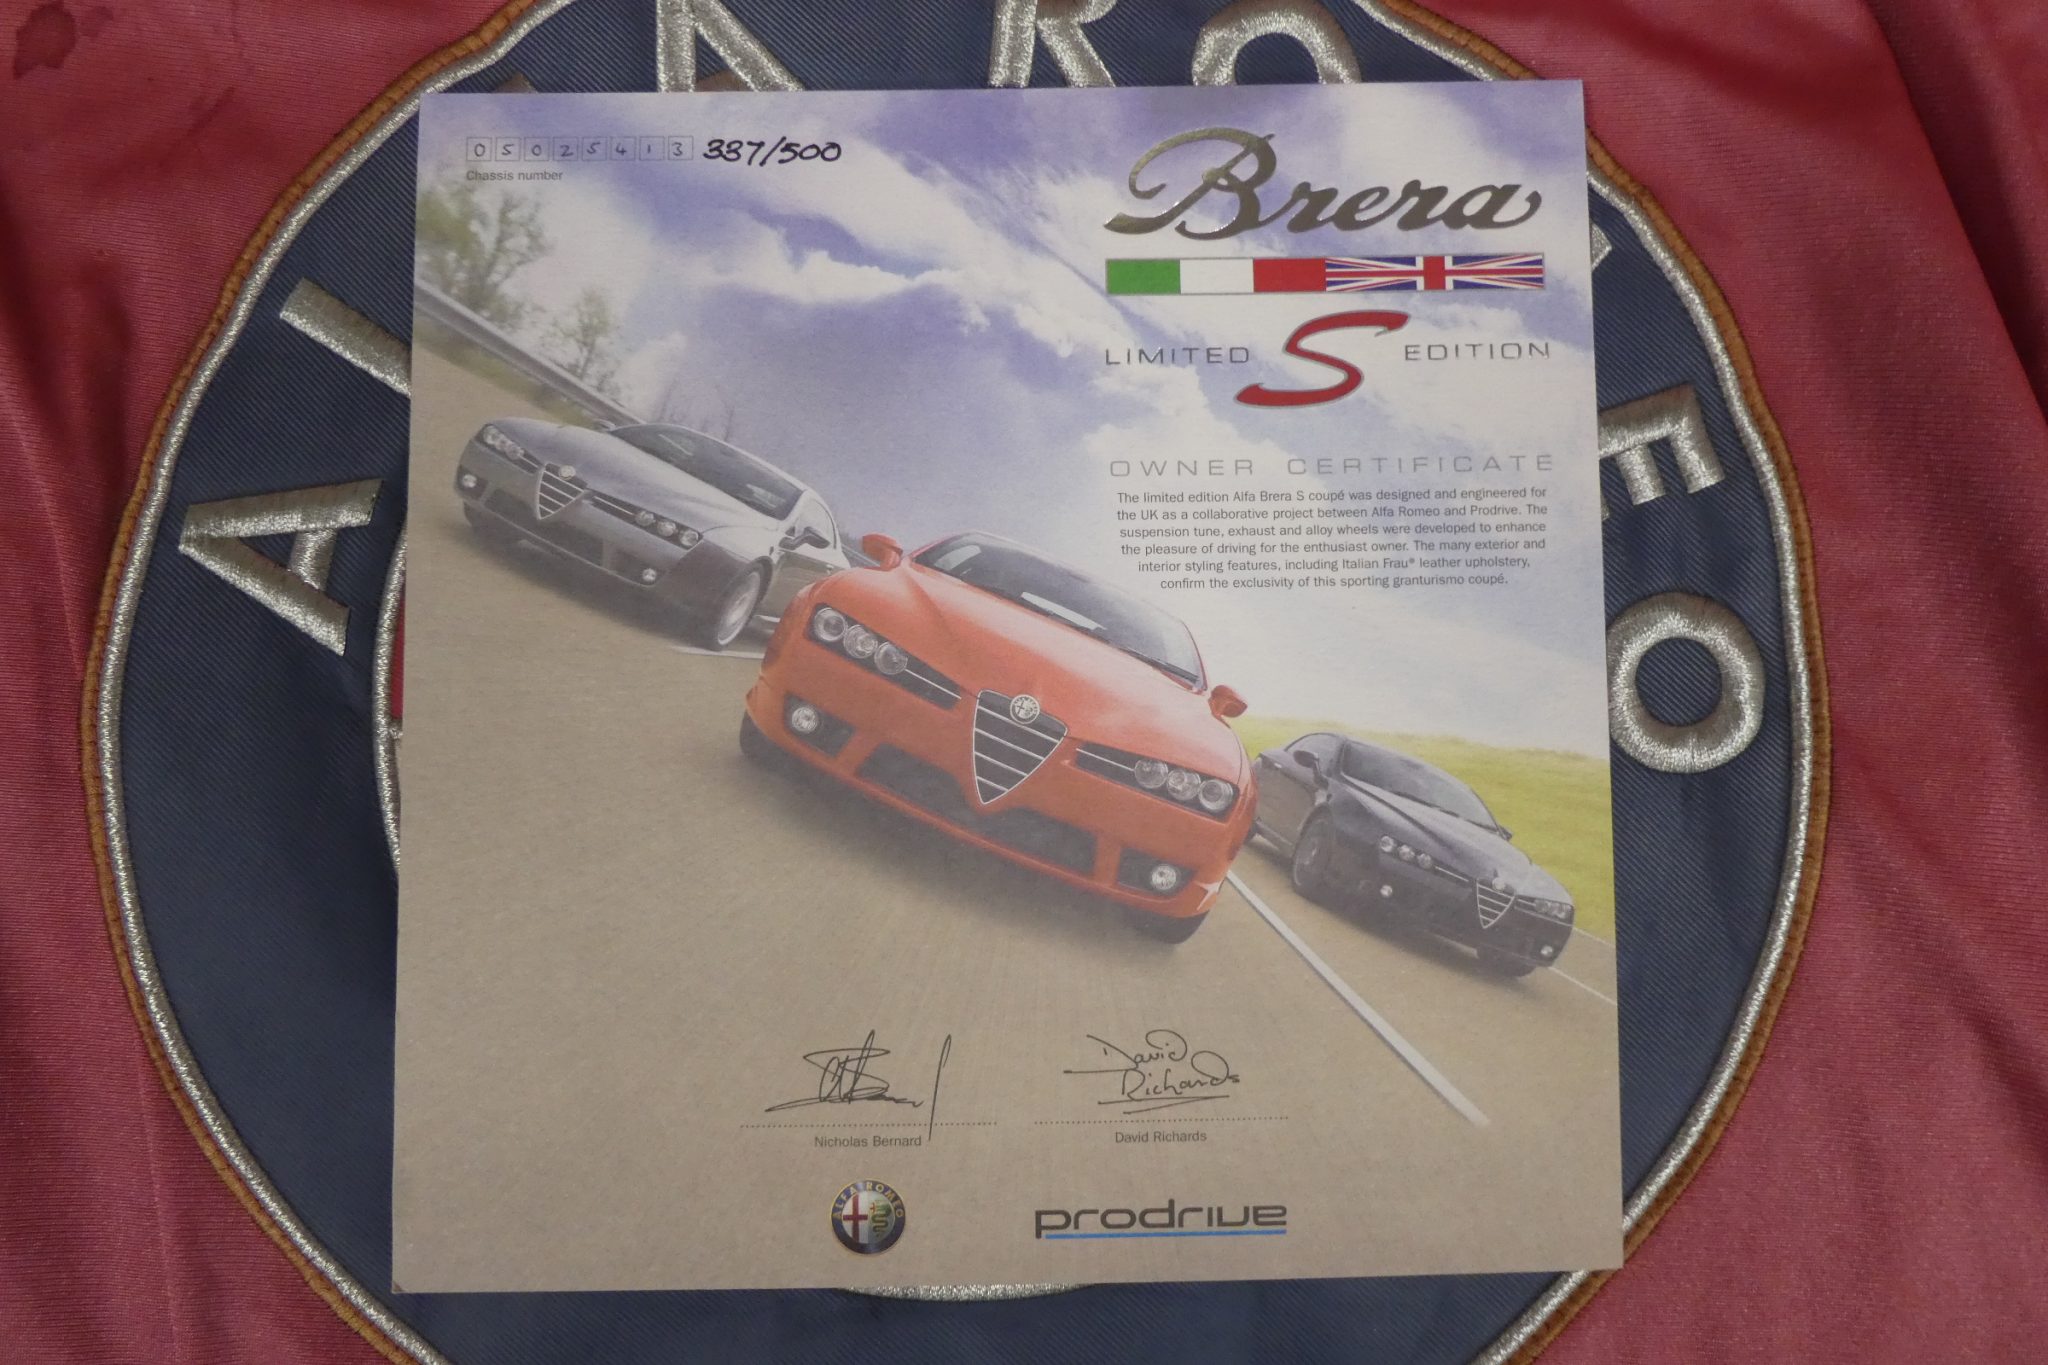 ALFA ROMEO
05025413 337/500
Chassis number
Brera
LIMITED S EDITION
OWNER CERTIFICATE
The limited edition Alfa Brera S coupé was designed and engineered for
the UK as a collaborative project between Alfa Romeo and Prodrive. The
suspension tune, exhaust and alloy wheels were developed to enhance
the pleasure of driving for the enthusiast owner. The many exterior and
interior styling features, including Italian Frau® leather upholstery,
confirm the exclusivity of this sporting granturismo coupé.
David
Richards
Nicholas Bernard
David Richards
ALFA ROMEO
prodrive